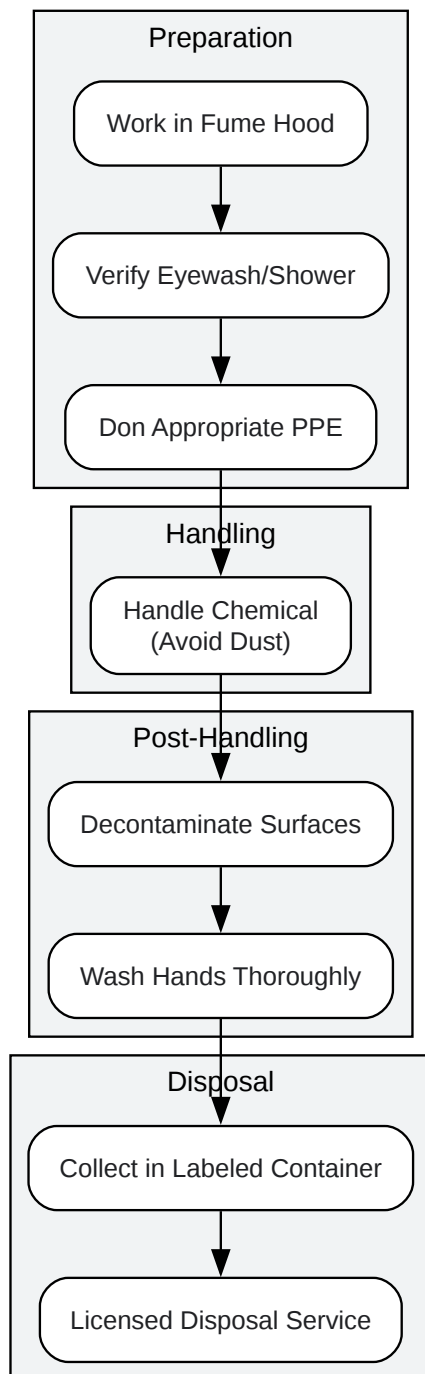 Preparation
Work in Fume Hood
Verify Eyewash/Shower
Don Appropriate PPE
Handling
Handle Chemical
(Avoid Dust)
Post-Handling
Decontaminate Surfaces
Wash Hands Thoroughly
Disposal
Collect in Labeled Container
Licensed Disposal Service